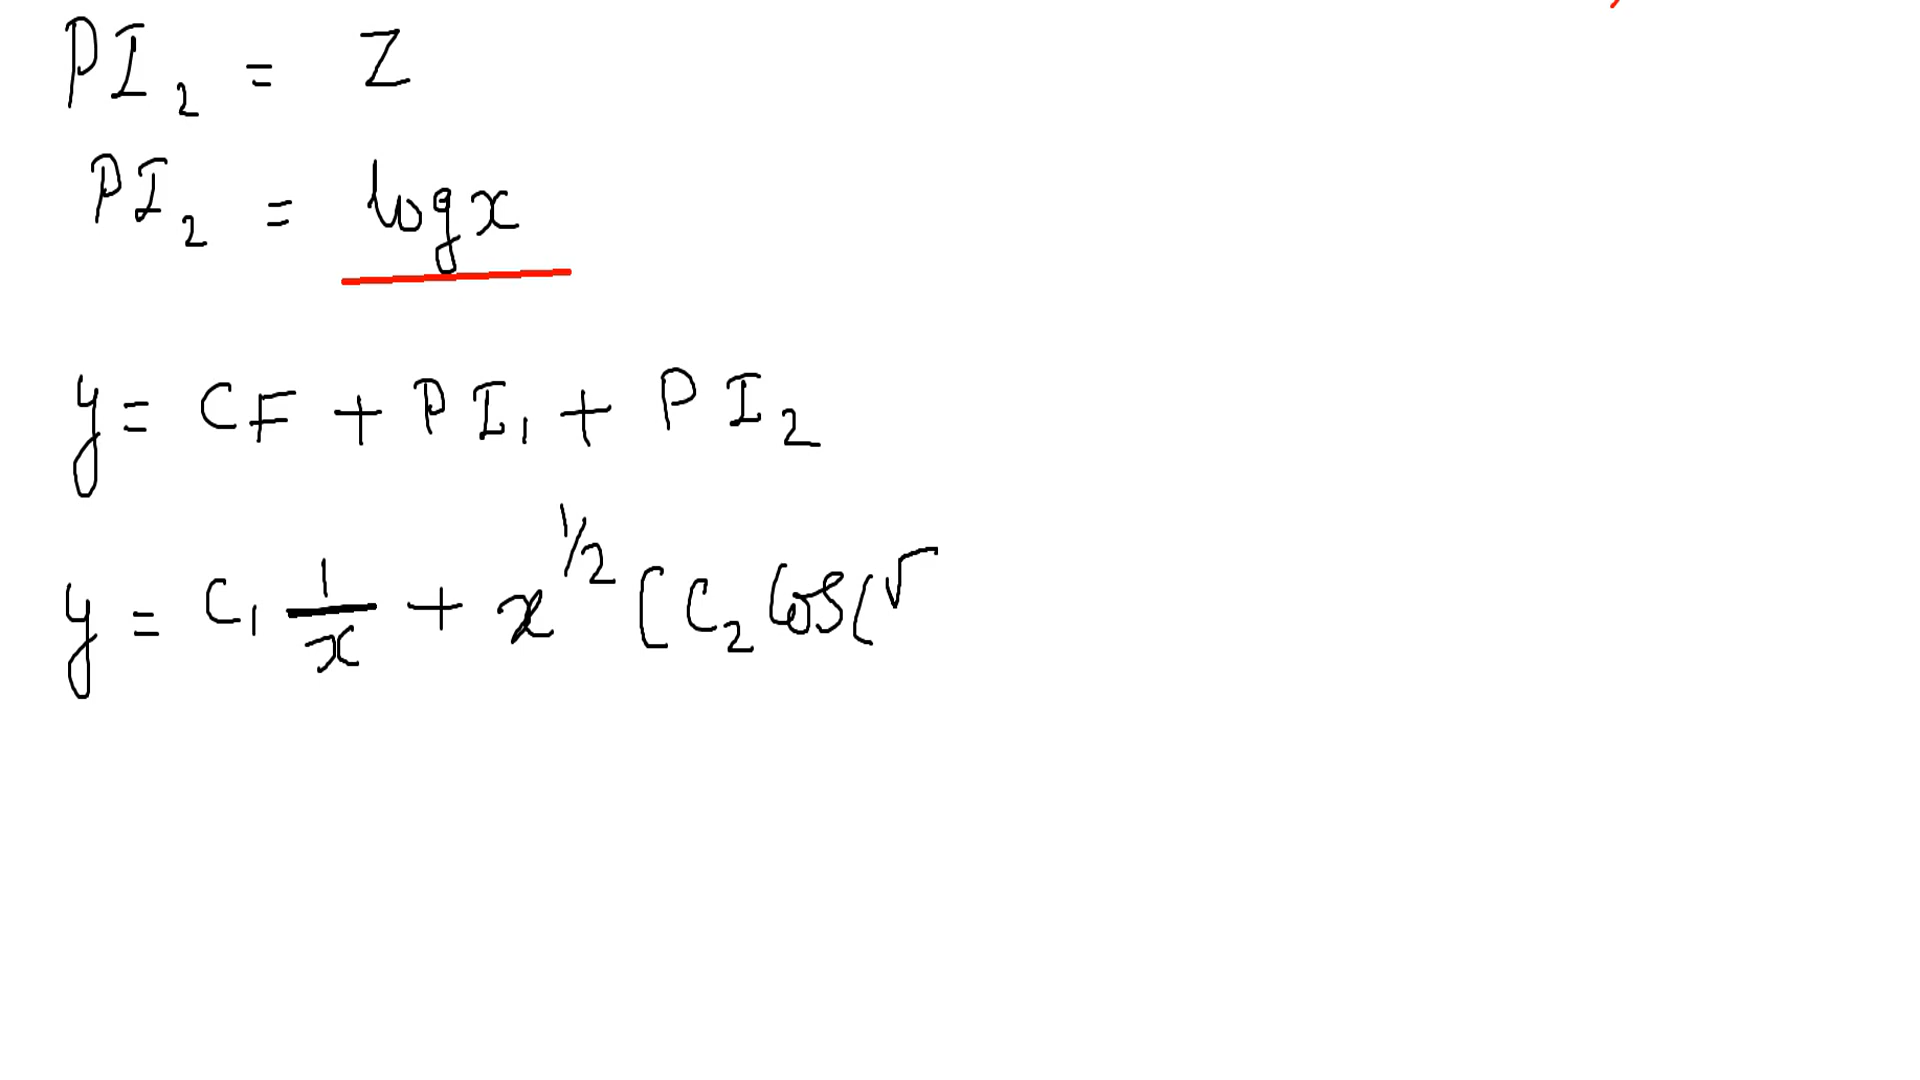 PI₂ = Z
PI₂ = log x
y = CF + PI₁ + PI₂
y = C₁ 1/x + x^1/2 [C₂ Cos(√